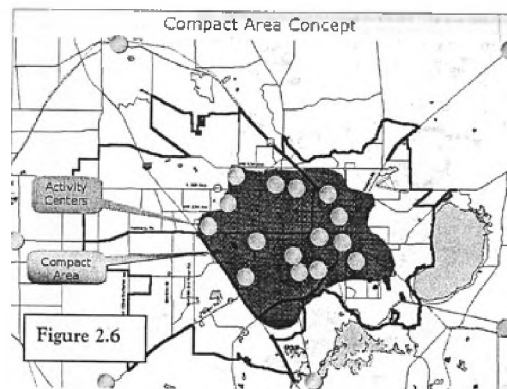 Compact Area Concept
Activity
Centers
Compact
Area
Figure 2.6